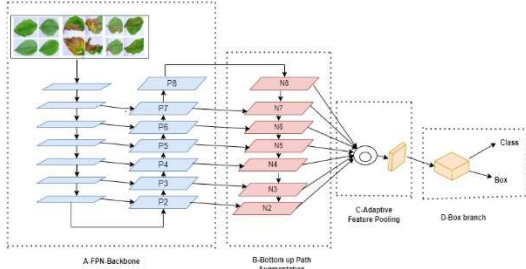 P8
N8
P7
N7
P6
N6
P5
N5
P4
N4
P3
N3
P2
N2
Class
Box
C-Adaptive
Feature Pooling
D-Box branch
A-FPN-Backbone
B-Bottom up Path
Augmentation